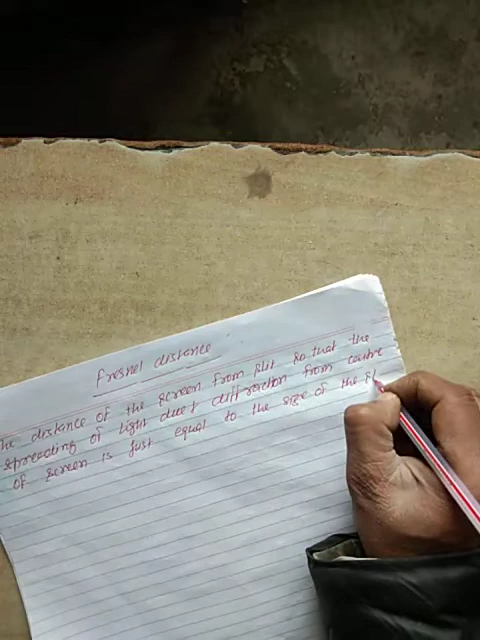 Fresnel distance
The distance of the screen from slit so that the
spreading of light due t diffraction from centre
of screen is just equal to the size of the sl